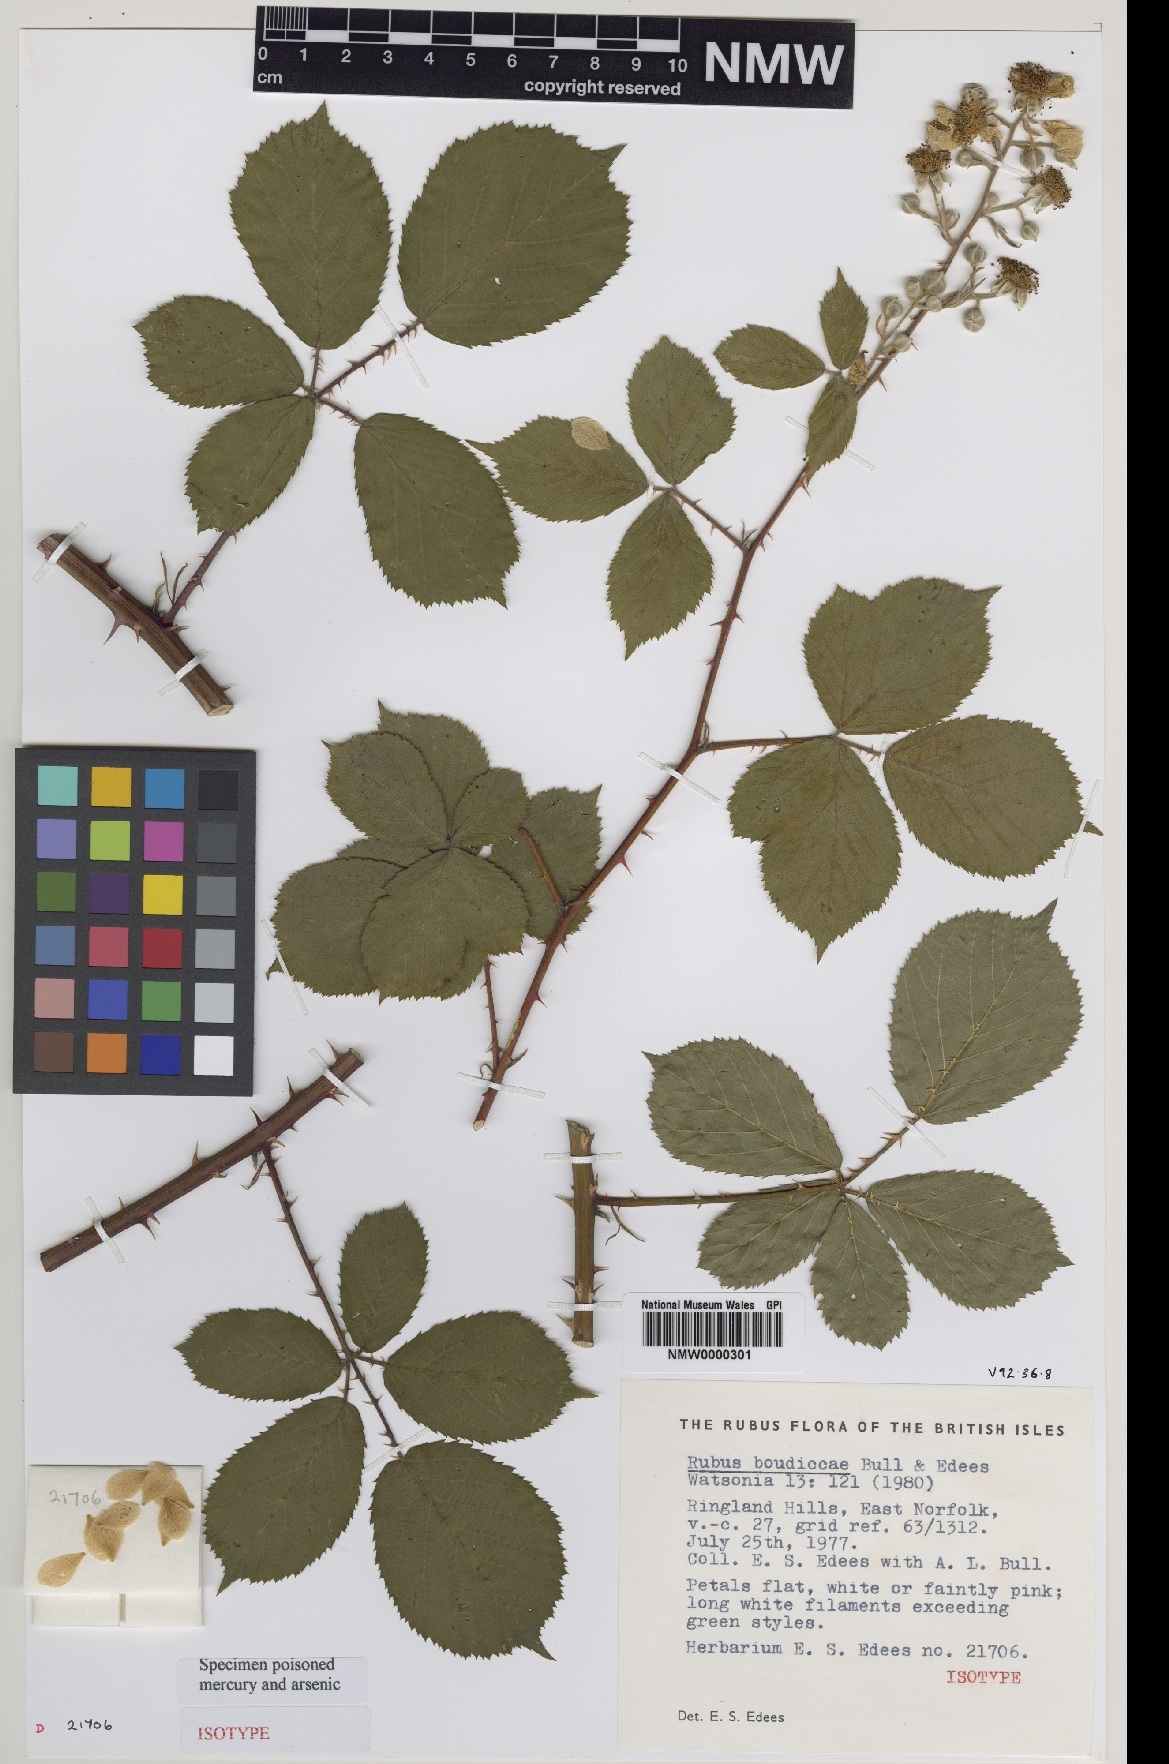 0 1 2 3 4 5 6 7 8 9 10
cm
copyright reserved
NMW
National Museum Wales GPI
NMW0000301
V92.36.8
THE RUBUS FLORA OF THE BRITISH ISLES
Rubus boudiccae Bull & Edees
Watsonia 13: 121 (1980)
Ringland Hills, East Norfolk,
v.-c. 27, grid ref. 63/1312.
July 25th, 1977.
Coll. E. S. Edees with A. L. Bull.
Petals flat, white or faintly pink;
long white filaments exceeding
green styles.
Herbarium E. S. Edees no. 21706.
ISOTYPE
Det. E. S. Edees
21706
Specimen poisoned
mercury and arsenic
ISOTYPE
D 21706